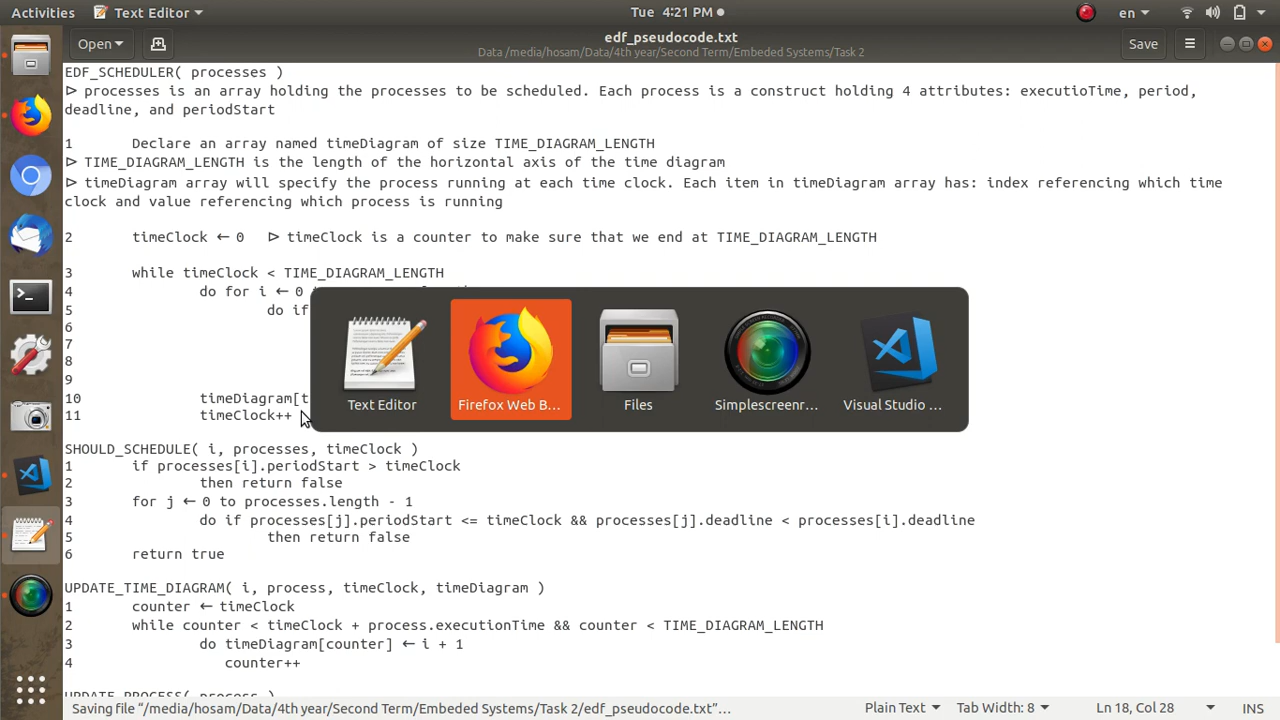 Activities Text Editor Tue 4:21 PM en
Open edf_pseudocode.txt Save
Data /media/hosam/Data/4th year/Second Term/Embeded Systems/Task 2
EDF_SCHEDULER( processes )
⊳ processes is an array holding the processes to be scheduled. Each process is a construct holding 4 attributes: executioTime, period,
deadline, and periodStart
1 Declare an array named timeDiagram of size TIME_DIAGRAM_LENGTH
⊳ TIME_DIAGRAM_LENGTH is the length of the horizontal axis of the time diagram
⊳ timeDiagram array will specify the process running at each time clock. Each item in timeDiagram array has: index referencing which time
clock and value referencing which process is running
2 timeClock ← 0 ⊳ timeClock is a counter to make sure that we end at TIME_DIAGRAM_LENGTH
3 while timeClock < TIME_DIAGRAM_LENGTH
4 do for i ← 0
5 do if
6
7
8
9
10 timeDiagram[t
11 timeClock++
Text Editor Firefox Web B... Files Simplescreenr... Visual Studio ...
SHOULD_SCHEDULE( i, processes, timeClock )
1 if processes[i].periodStart > timeClock
2 then return false
3 for j ← 0 to processes.length - 1
4 do if processes[j].periodStart <= timeClock && processes[j].deadline < processes[i].deadline
5 then return false
6 return true
UPDATE_TIME_DIAGRAM( i, process, timeClock, timeDiagram )
1 counter ← timeClock
2 while counter < timeClock + process.executionTime && counter < TIME_DIAGRAM_LENGTH
3 do timeDiagram[counter] ← i + 1
4 counter++
UPDATE_PROCESS( process )
Saving file “/media/hosam/Data/4th year/Second Term/Embeded Systems/Task 2/edf_pseudocode.txt”… Plain Text Tab Width: 8 Ln 18, Col 28 INS